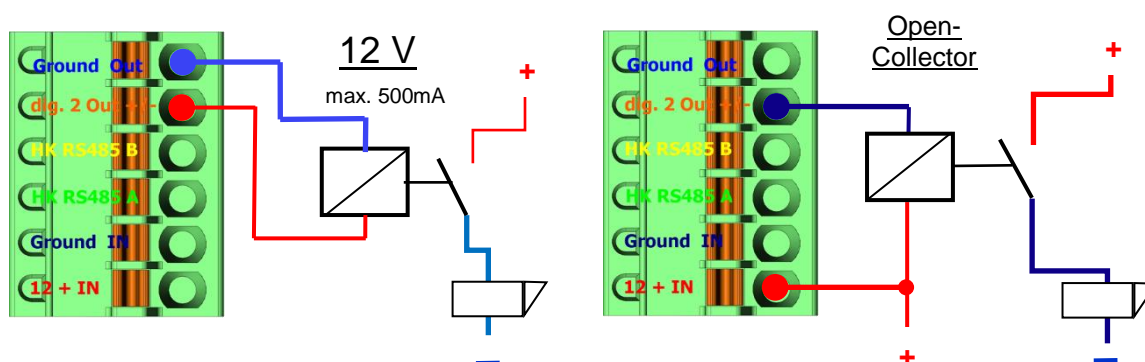 12 V
max. 500mA
+
Ground Out
dig. 2 Out +/-
HK RS485 B
HK RS485 A
Ground IN
12 + IN
Open-
Collector
+
Ground Out
dig. 2 Out +/-
HK RS485 B
HK RS485 A
Ground IN
12 + IN
+